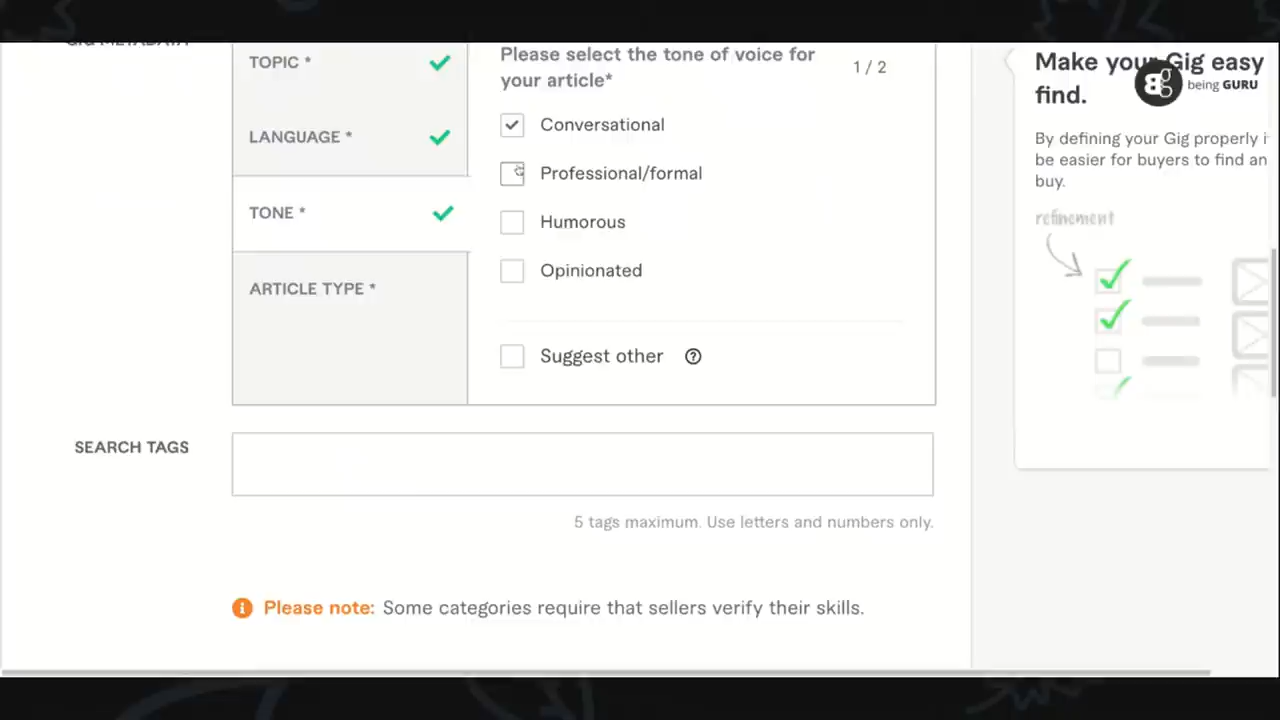 GIG METADATA
TOPIC *
LANGUAGE *
TONE *
ARTICLE TYPE *
Please select the tone of voice for
your article*
1 / 2
Conversational
Professional/formal
Humorous
Opinionated
Suggest other
SEARCH TAGS
5 tags maximum. Use letters and numbers only.
Please note: Some categories require that sellers verify their skills.
Make your Gig easy
find.
By defining your Gig properly
be easier for buyers to find an
buy.
refinement
being GURU